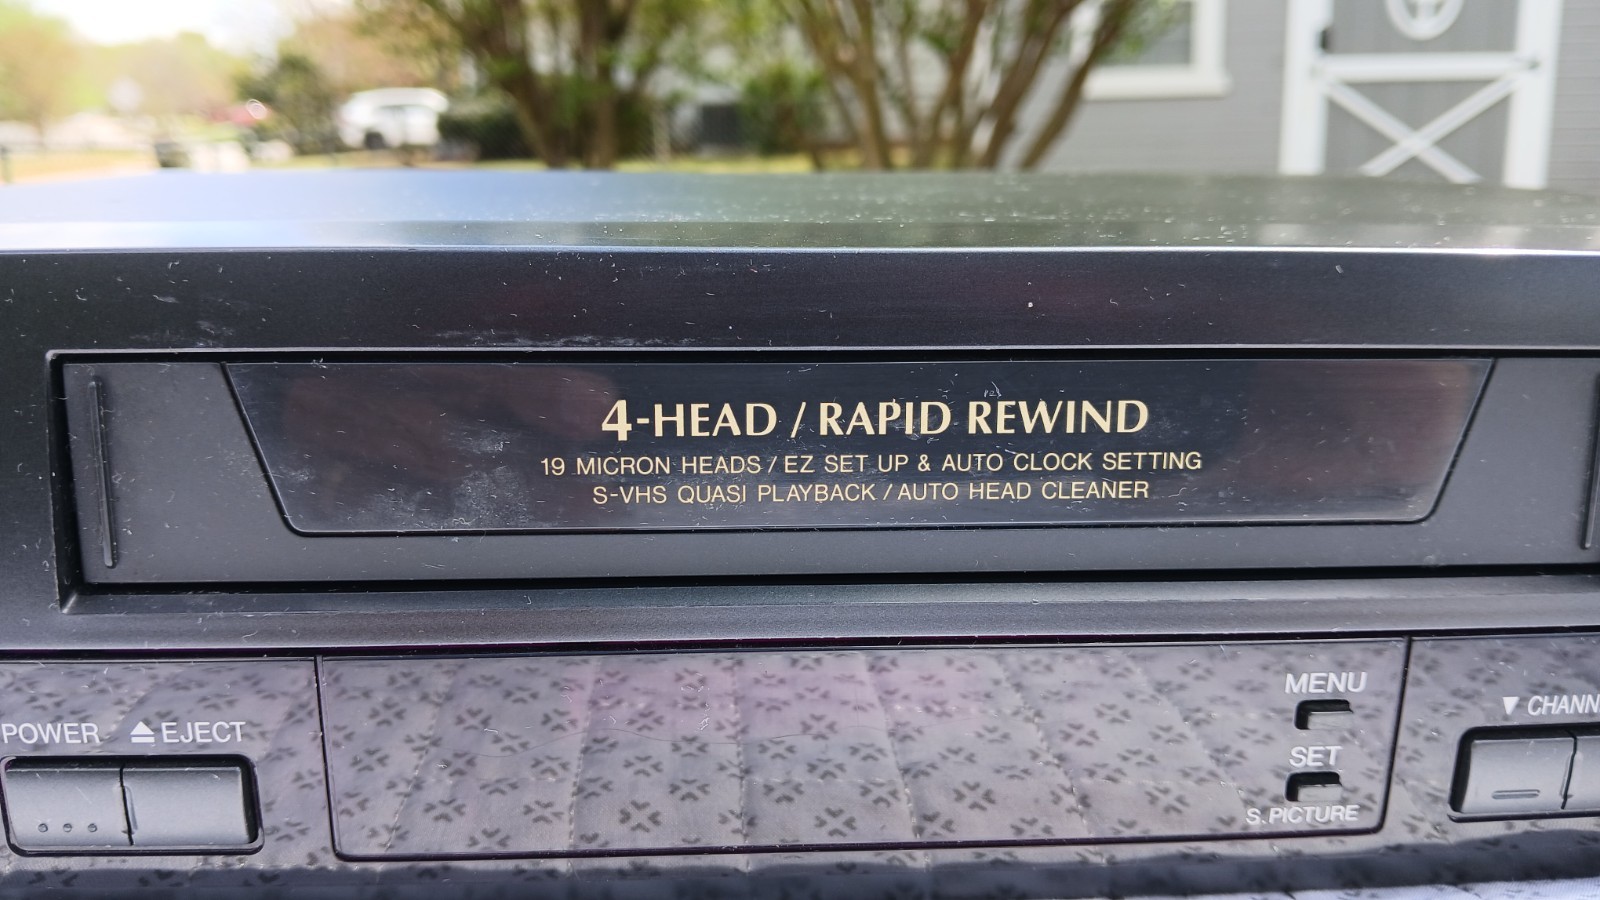 4-HEAD / RAPID REWIND
19 MICRON HEADS / EZ SET UP & AUTO CLOCK SETTING
S-VHS QUASI PLAYBACK / AUTO HEAD CLEANER
MENU
SET
S.PICTURE
POWER ⏏ EJECT
▼ CHANN